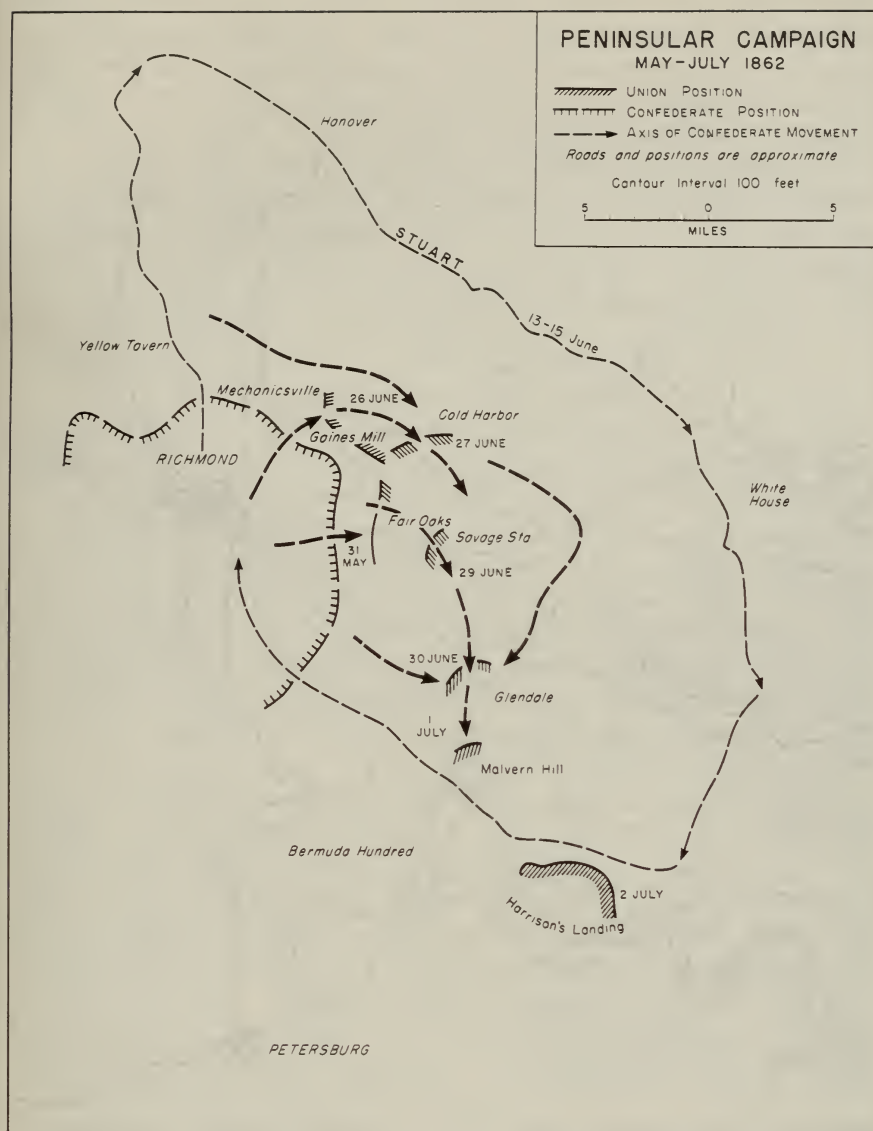 PENINSULAR CAMPAIGN
MAY-JULY 1862
UNION POSITION
CONFEDERATE POSITION
AXIS OF CONFEDERATE MOVEMENT
Roads and positions are approximate
Contour Interval 100 feet
5 0 5
MILES
Hanover
STUART
13-15 June
Yellow Tavern
Mechanicsville
26 JUNE
Cold Harbor
Gaines Mill
27 JUNE
RICHMOND
White
House
Fair Oaks
Savage Sta
31
MAY
29 JUNE
30 JUNE
Glendale
1
JULY
Malvern Hill
Bermuda Hundred
2 JULY
Harrison's Landing
PETERSBURG